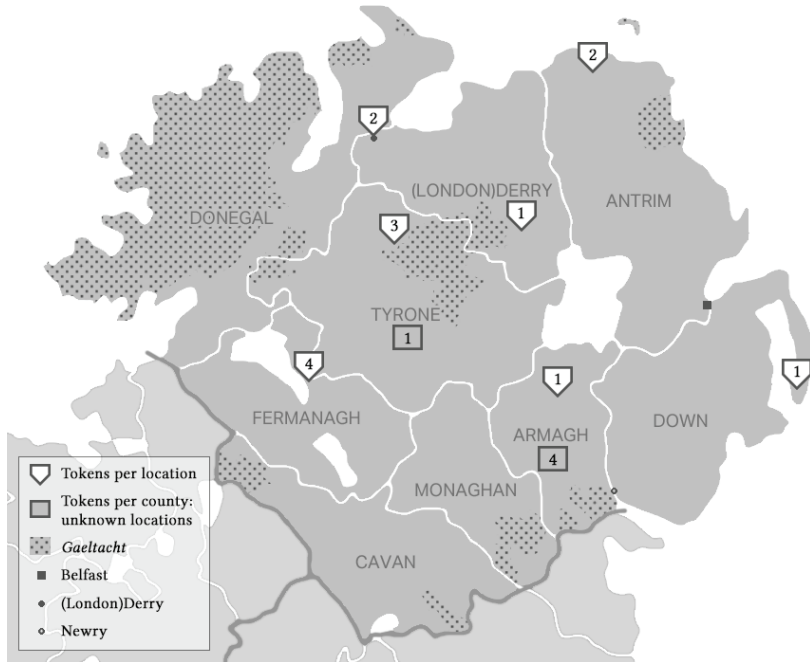 2
2
(LONDON)DERRY
ANTRIM
1
DONEGAL
3
TYRONE
1
4
1
1
FERMANAGH
DOWN
ARMAGH
4
MONAGHAN
CAVAN
Tokens per location
Tokens per county:
unknown locations
Gaeltacht
Belfast
(London)Derry
Newry